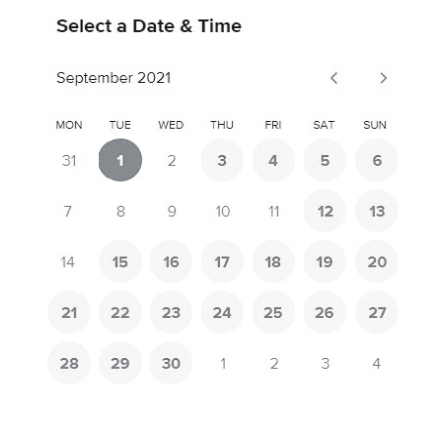 Select a Date & Time
September 2021
MON TUE WED THU FRI SAT SUN
31 1 2 3 4 5 6
7 8 9 10 11 12 13
14 15 16 17 18 19 20
21 22 23 24 25 26 27
28 29 30 1 2 3 4